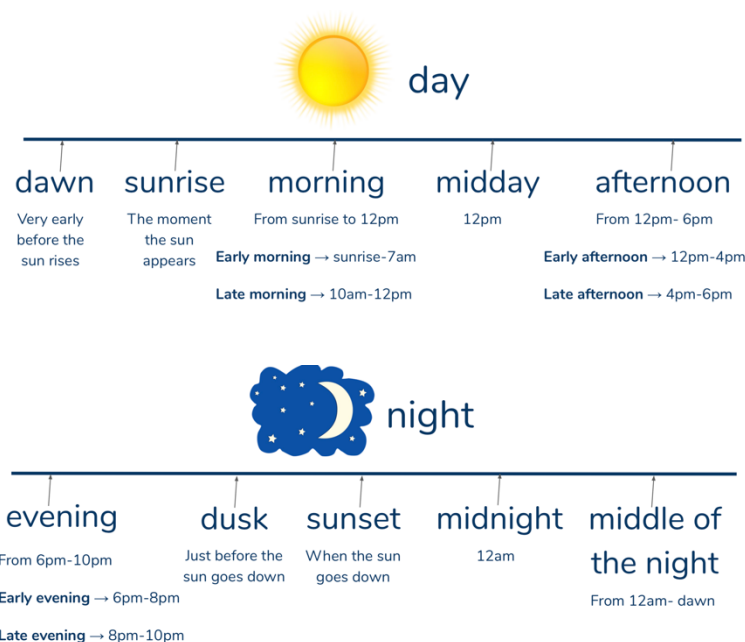 day
dawn
Very early
before the
sun rises
sunrise
The moment
the sun
appears
morning
From sunrise to 12pm
Early morning → sunrise-7am
Late morning → 10am-12pm
midday
12pm
afternoon
From 12pm- 6pm
Early afternoon → 12pm-4pm
Late afternoon → 4pm-6pm
night
evening
From 6pm-10pm
Early evening → 6pm-8pm
Late evening → 8pm-10pm
dusk
Just before the
sun goes down
sunset
When the sun
goes down
midnight
12am
middle of
the night
From 12am- dawn